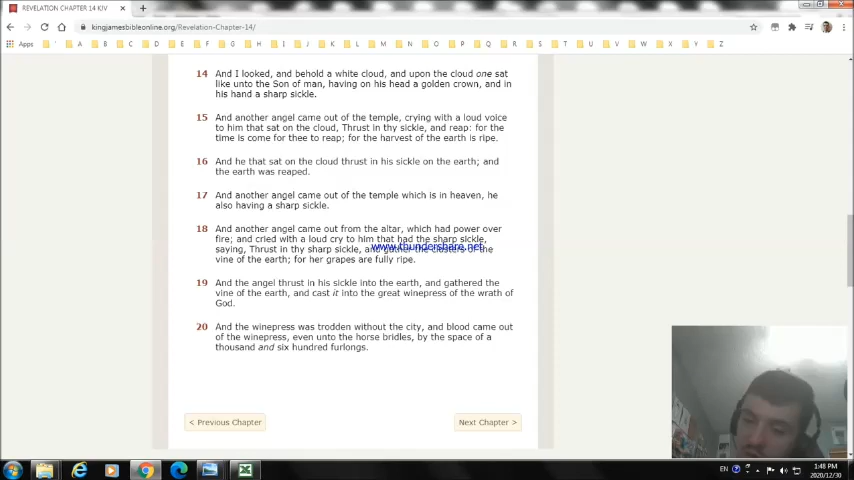 REVELATION CHAPTER 14 KJV
kingjamesbibleonline.org/Revelation-Chapter-14/
Apps ' A B C D E F G H I J K L M N O P Q R S T U V W X Y Z
14 And I looked, and behold a white cloud, and upon the cloud one sat
like unto the Son of man, having on his head a golden crown, and in
his hand a sharp sickle.
15 And another angel came out of the temple, crying with a loud voice
to him that sat on the cloud, Thrust in thy sickle, and reap: for the
time is come for thee to reap; for the harvest of the earth is ripe.
16 And he that sat on the cloud thrust in his sickle on the earth; and
the earth was reaped.
17 And another angel came out of the temple which is in heaven, he
also having a sharp sickle.
18 And another angel came out from the altar, which had power over
fire; and cried with a loud cry to him that had the sharp sickle,
www.thundershare.net
saying, Thrust in thy sharp sickle, and gather the clusters of the
vine of the earth; for her grapes are fully ripe.
19 And the angel thrust in his sickle into the earth, and gathered the
vine of the earth, and cast it into the great winepress of the wrath of
God.
20 And the winepress was trodden without the city, and blood came out
of the winepress, even unto the horse bridles, by the space of a
thousand and six hundred furlongs.
< Previous Chapter
Next Chapter >
EN
1:48 PM
2020/12/30